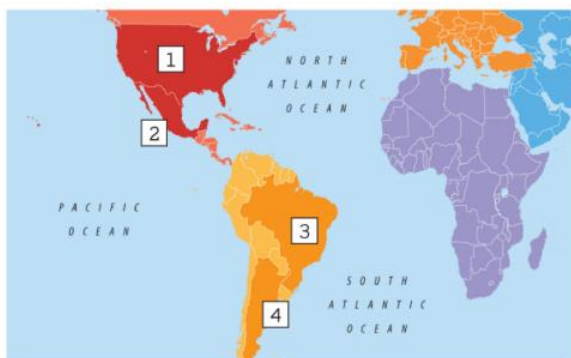 1
NORTH
ATLANTIC
OCEAN
2
PACIFIC
OCEAN
3
SOUTH
ATLANTIC
OCEAN
4